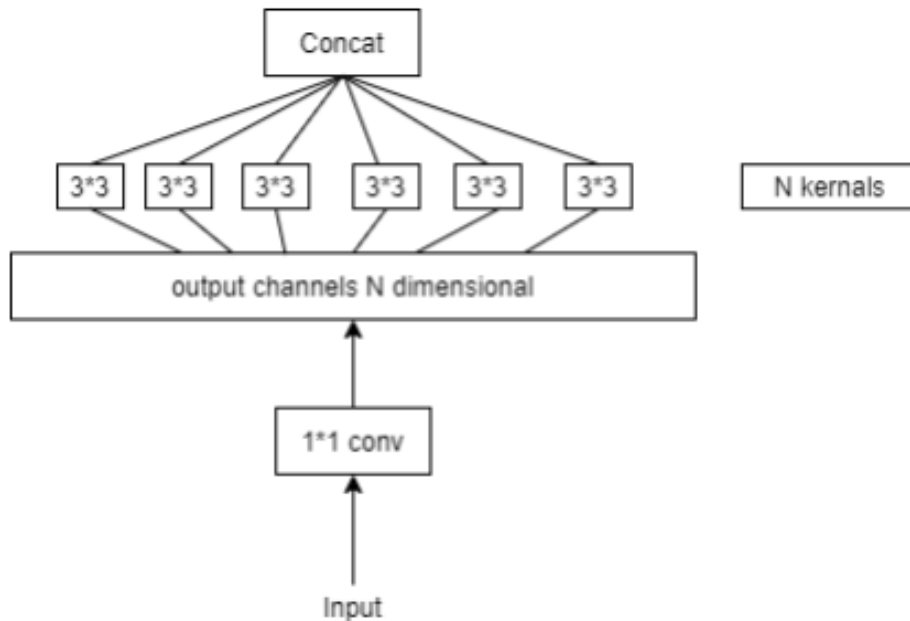 Concat
3*3 3*3 3*3 3*3 3*3 3*3 N kernals
output channels N dimensional
1*1 conv
Input